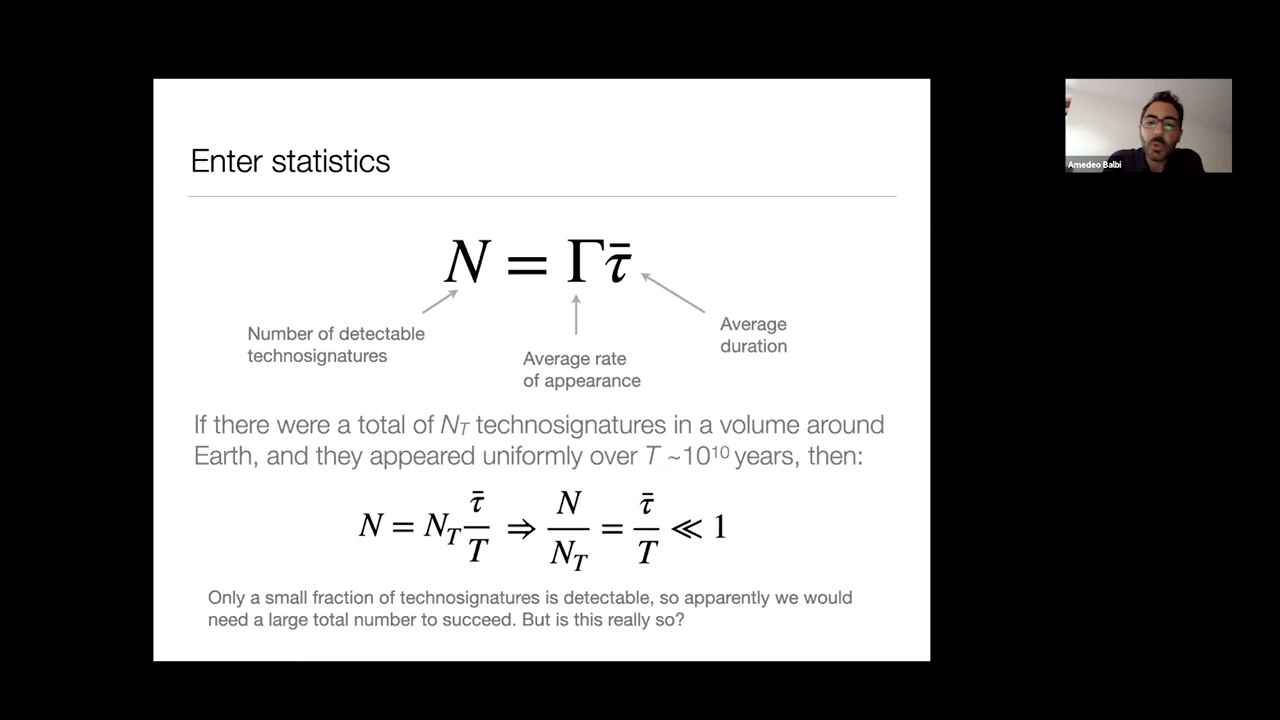 Enter statistics
N = Γτ̄
Number of detectable
technosignatures
Average rate
of appearance
Average
duration
If there were a total of N_T technosignatures in a volume around
Earth, and they appeared uniformly over T ~10¹⁰ years, then:
N = N_T τ̄/T ⇒ N/N_T = τ̄/T ≪ 1
Only a small fraction of technosignatures is detectable, so apparently we would
need a large total number to succeed. But is this really so?
Amedeo Balbi